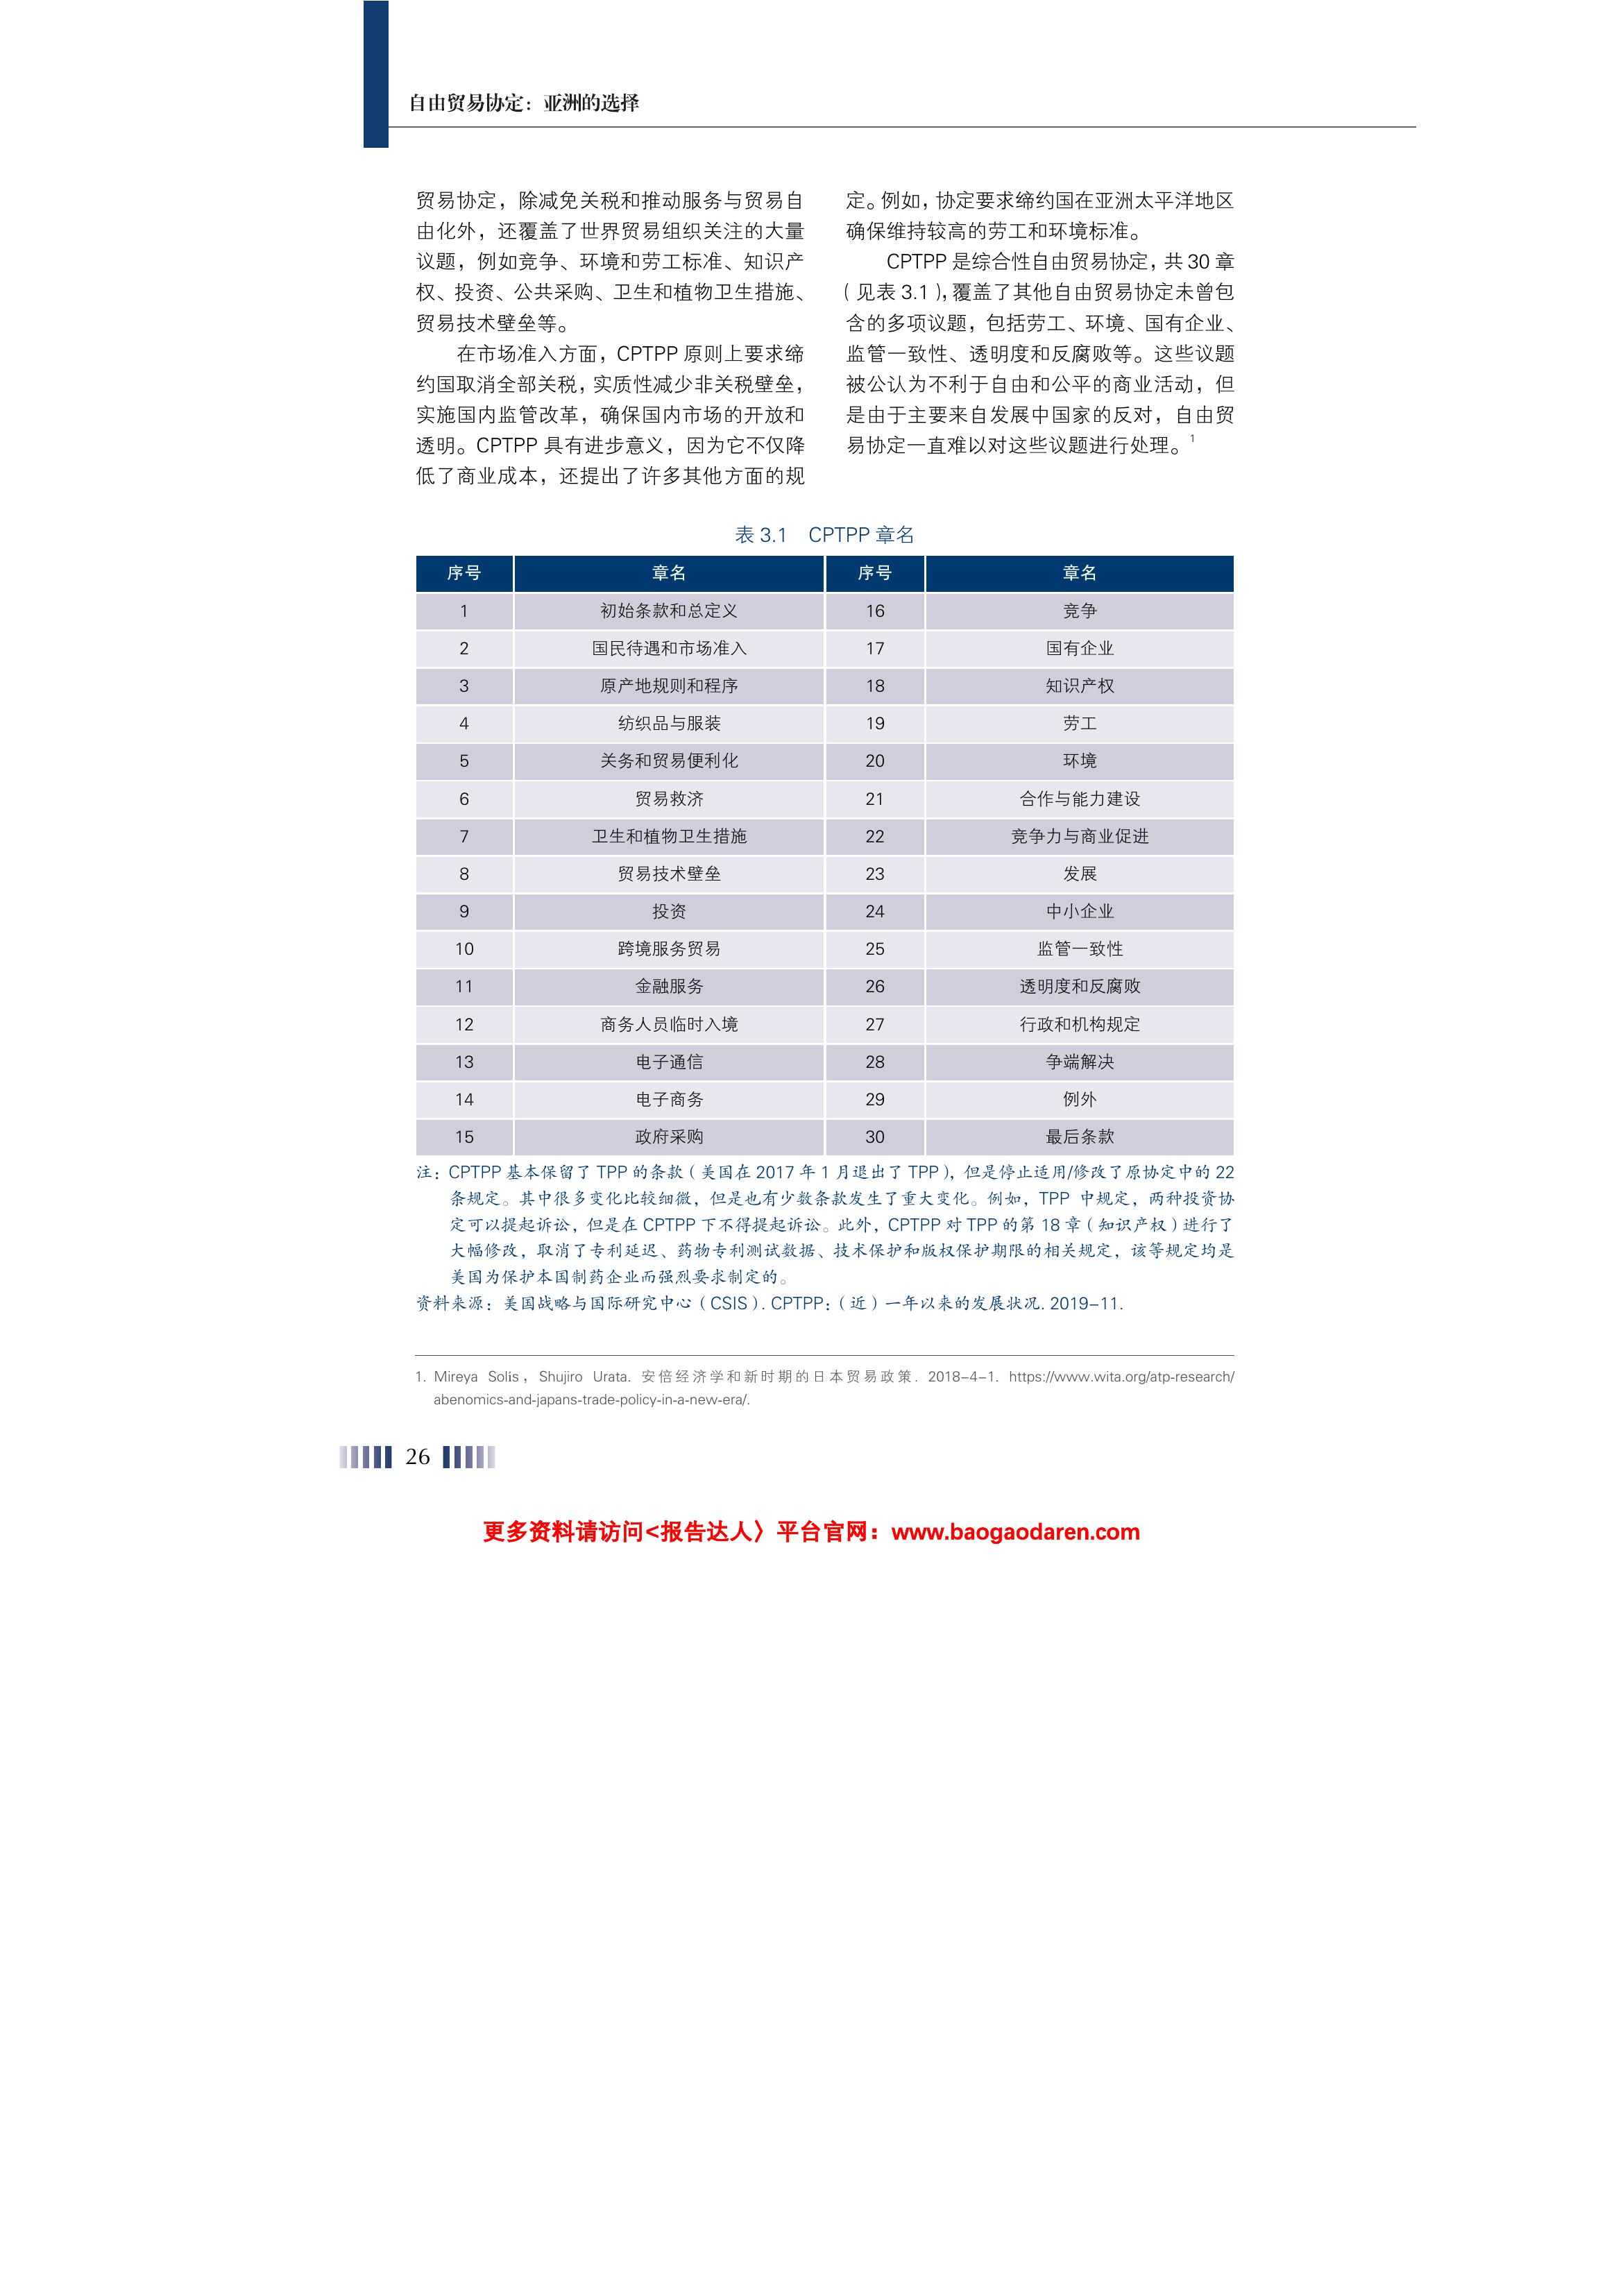 自由贸易协定：亚洲的选择
贸易协定，除减免关税和推动服务与贸易自
由化外，还覆盖了世界贸易组织关注的大量
议题，例如竞争、环境和劳工标准、知识产
权、投资、公共采购、卫生和植物卫生措施、
贸易技术壁垒等。
在市场准入方面，CPTPP 原则上要求缔
约国取消全部关税，实质性减少非关税壁垒，
实施国内监管改革，确保国内市场的开放和
透明。CPTPP 具有进步意义，因为它不仅降
低了商业成本，还提出了许多其他方面的规
定。例如，协定要求缔约国在亚洲太平洋地区
确保维持较高的劳工和环境标准。
CPTPP 是综合性自由贸易协定，共 30 章
（见表 3.1），覆盖了其他自由贸易协定未曾包
含的多项议题，包括劳工、环境、国有企业、
监管一致性、透明度和反腐败等。这些议题
被公认为不利于自由和公平的商业活动，但
是由于主要来自发展中国家的反对，自由贸
易协定一直难以对这些议题进行处理。1
表 3.1 CPTPP 章名
序号 章名 序号 章名
1 初始条款和总定义 16 竞争
2 国民待遇和市场准入 17 国有企业
3 原产地规则和程序 18 知识产权
4 纺织品与服装 19 劳工
5 关务和贸易便利化 20 环境
6 贸易救济 21 合作与能力建设
7 卫生和植物卫生措施 22 竞争力与商业促进
8 贸易技术壁垒 23 发展
9 投资 24 中小企业
10 跨境服务贸易 25 监管一致性
11 金融服务 26 透明度和反腐败
12 商务人员临时入境 27 行政和机构规定
13 电子通信 28 争端解决
14 电子商务 29 例外
15 政府采购 30 最后条款
注：CPTPP 基本保留了 TPP 的条款（美国在 2017 年 1 月退出了 TPP），但是停止适用/修改了原协定中的 22
条规定。其中很多变化比较细微，但是也有少数条款发生了重大变化。例如，TPP 中规定，两种投资协
定可以提起诉讼，但是在 CPTPP 下不得提起诉讼。此外，CPTPP 对 TPP 的第 18 章（知识产权）进行了
大幅修改，取消了专利延迟、药物专利测试数据、技术保护和版权保护期限的相关规定，该等规定均是
美国为保护本国制药企业而强烈要求制定的。
资料来源：美国战略与国际研究中心（CSIS）. CPTPP：（近）一年以来的发展状况. 2019–11.
1. Mireya Solís，Shujiro Urata. 安倍经济学和新时期的日本贸易政策. 2018–4–1. https://www.wita.org/atp-research/
abenomics-and-japans-trade-policy-in-a-new-era/.
26
更多资料请访问<报告达人〉平台官网：www.baogaodaren.com